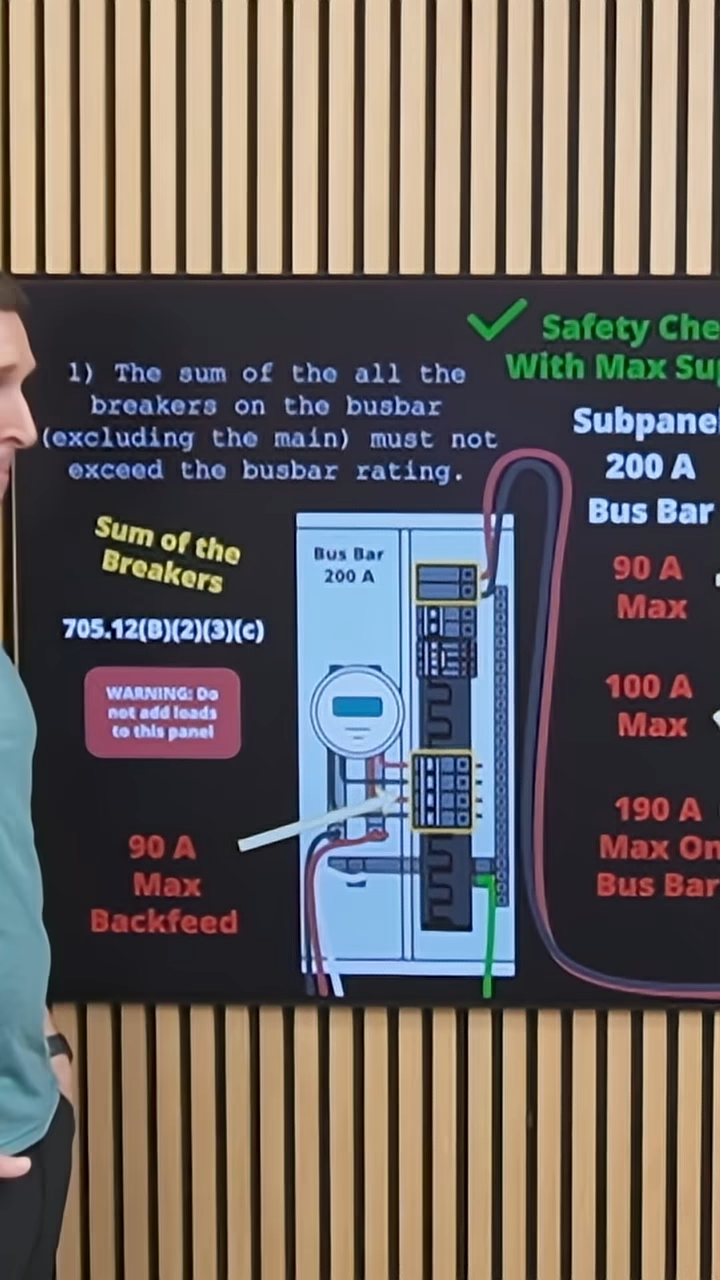 Safety Che
With Max Sup
1) The sum of the all the
breakers on the busbar
(excluding the main) must not
exceed the busbar rating.
Subpane
200 A
Bus Bar
Sum of the
Breakers
705.12(B)(2)(3)(c)
WARNING: Do
not add loads
to this panel
Bus Bar
200 A
90 A
Max
100 A
Max
190 A
Max On
Bus Bar
90 A
Max
Backfeed